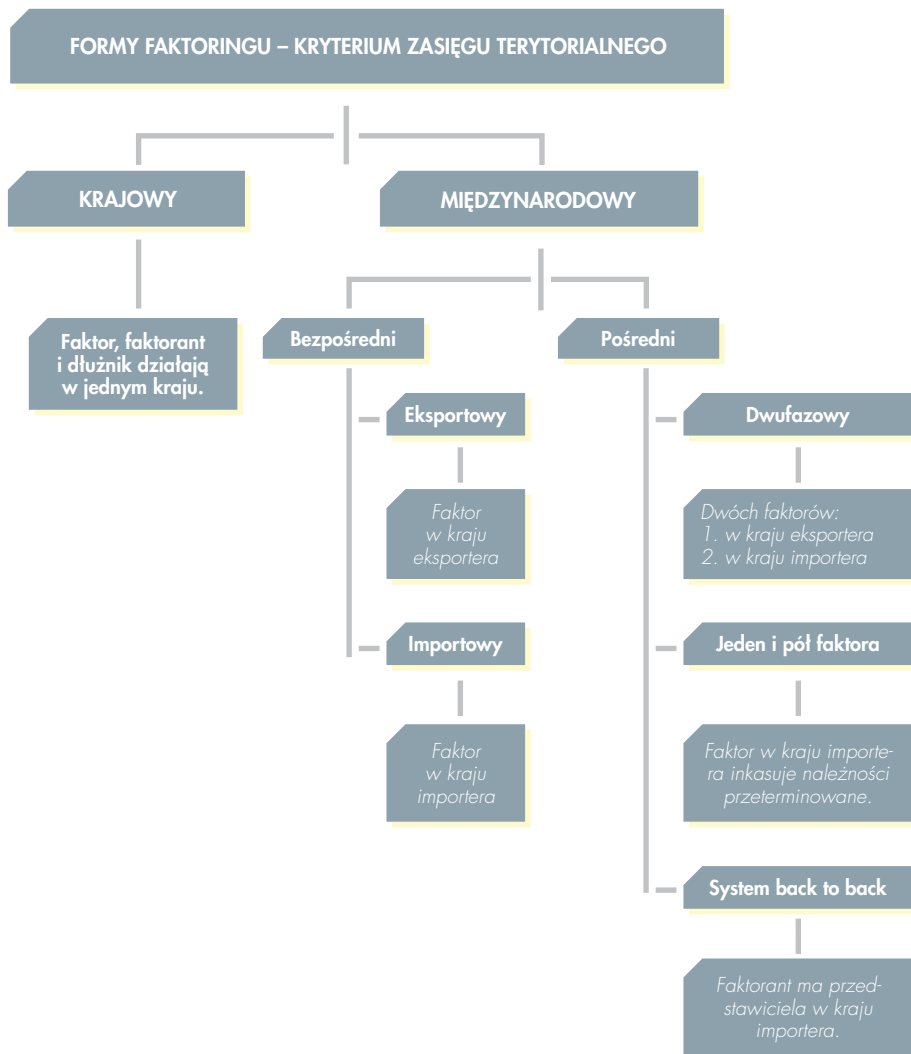 FORMY FAKTORINGU – KRYTERIUM ZASIĘGU TERYTORIALNEGO
KRAJOWY
MIĘDZYNARODOWY
Faktor, faktorant
i dłużnik działają
w jednym kraju.
Bezpośredni
Pośredni
Eksportowy
Faktor
w kraju
eksportera
Importowy
Faktor
w kraju
importera
Dwufazowy
Dwóch faktorów:
1. w kraju eksportera
2. w kraju importera
Jeden i pół faktora
Faktor w kraju importe-
ra inkasuje należności
przeterminowane.
System back to back
Faktorant ma przed-
stawiciela w kraju
importera.